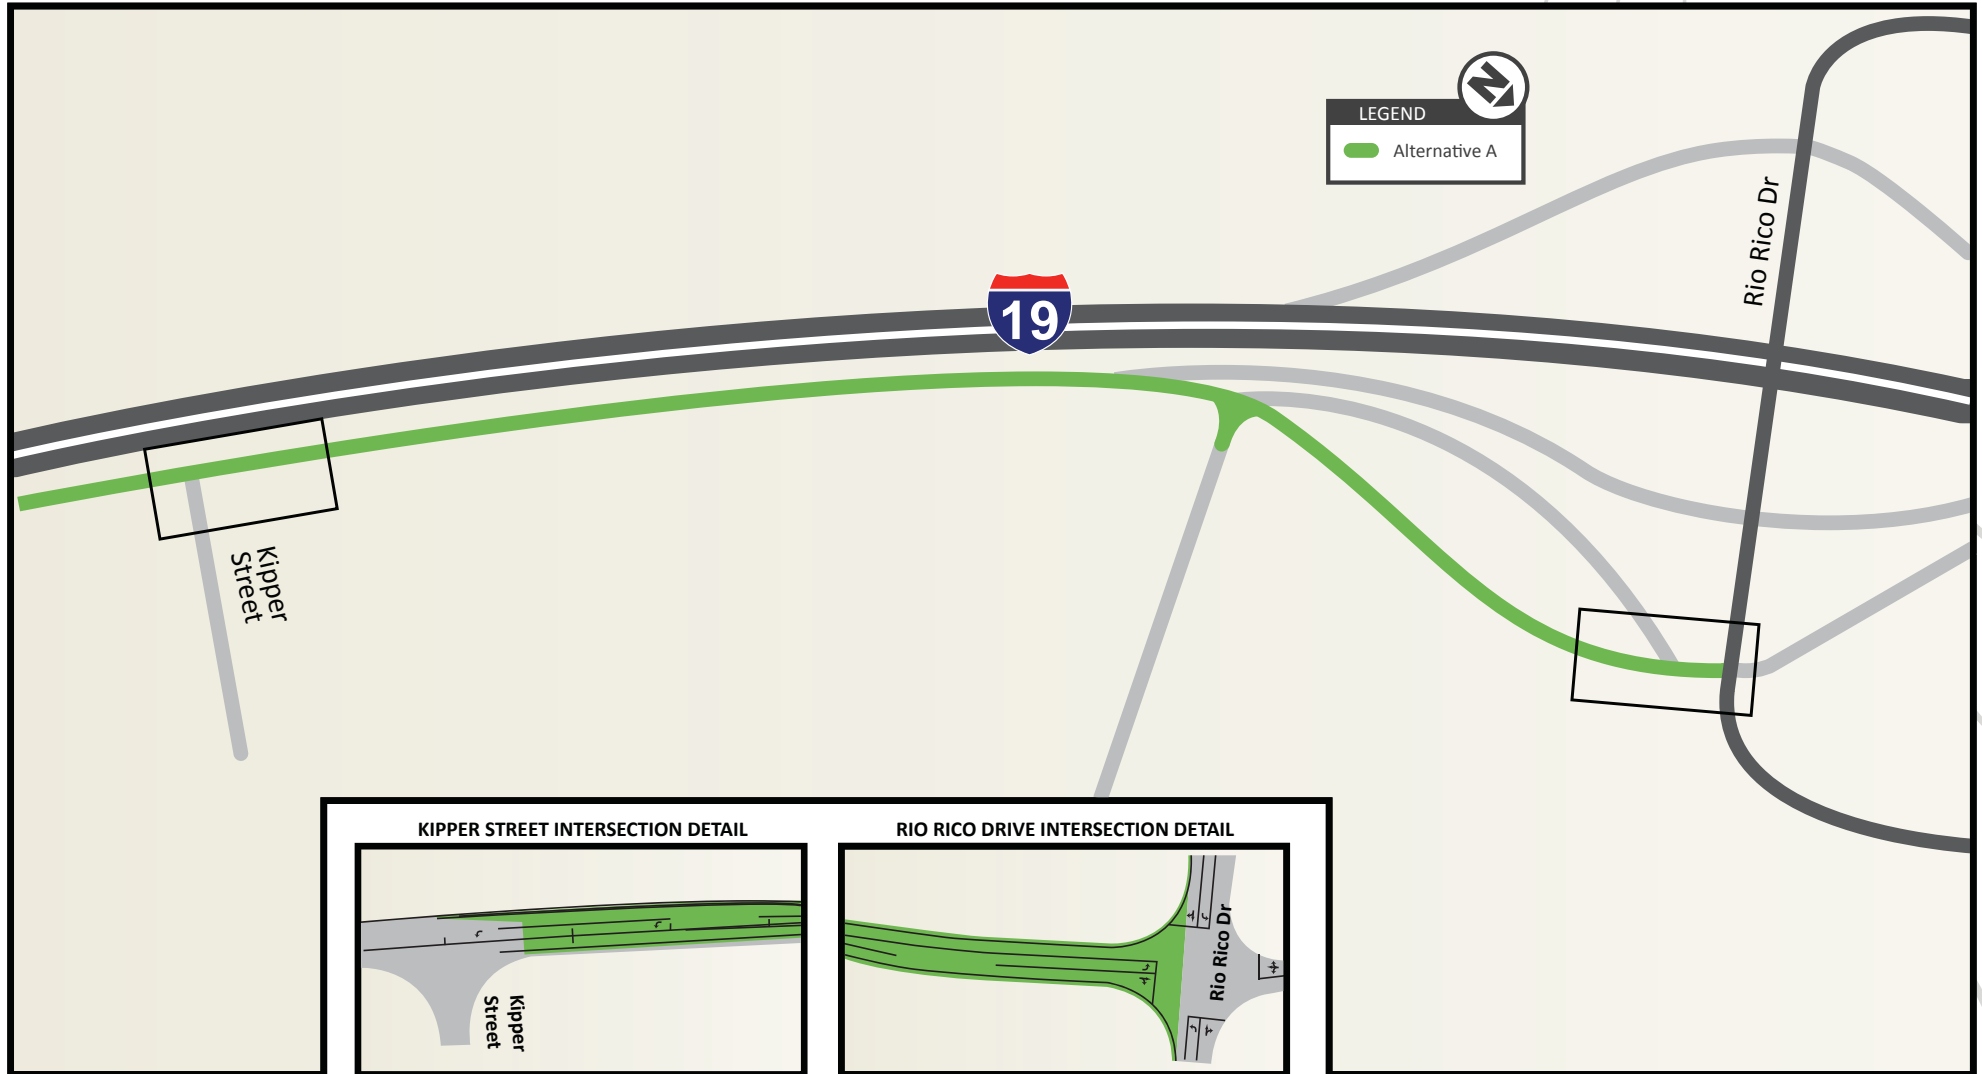 N
LEGEND
Alternative A
Rio Rico Dr
19
Kipper
Street
KIPPER STREET INTERSECTION DETAIL
RIO RICO DRIVE INTERSECTION DETAIL
Kipper
Street
Rio Rico Dr